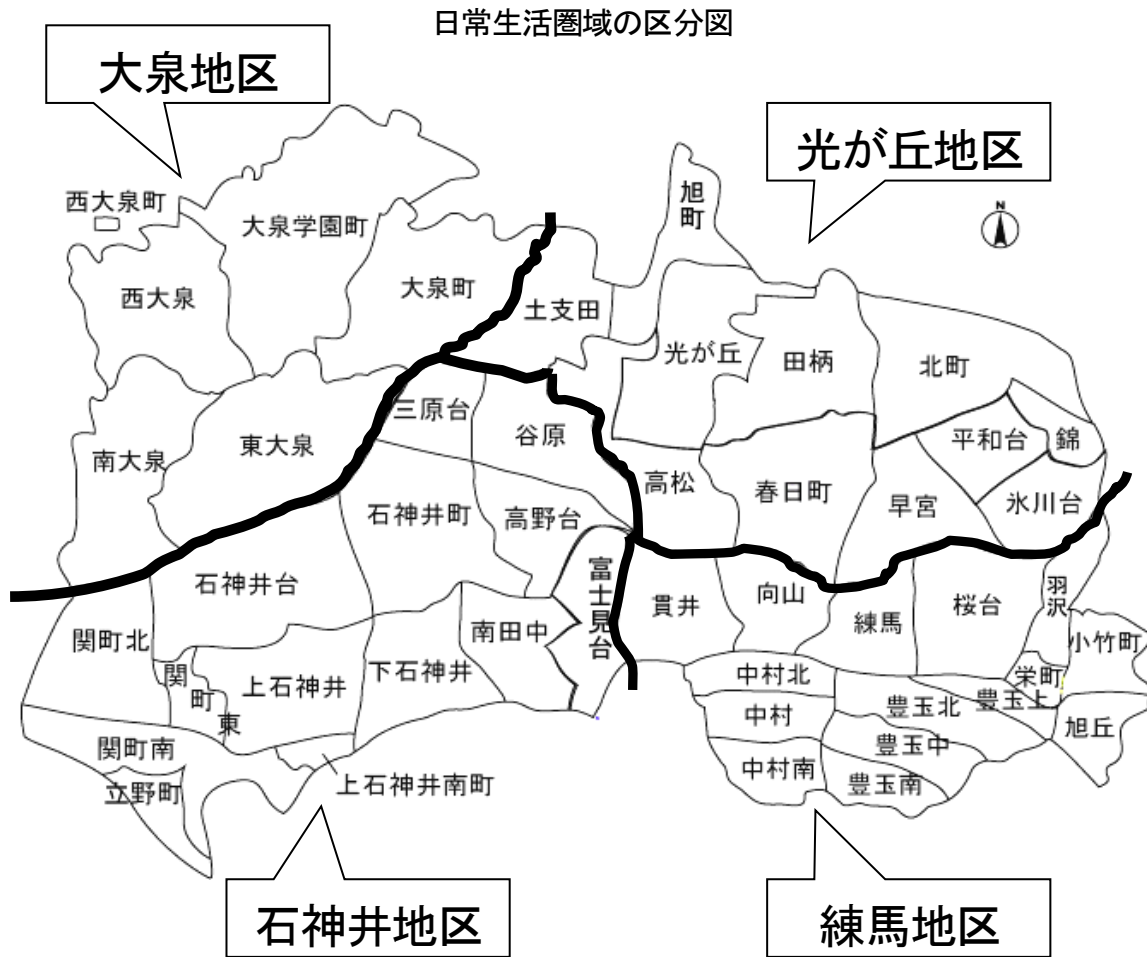 日常生活圏域の区分図
大泉地区
光が丘地区
N
旭町
西大泉町
大泉学園町
大泉町
西大泉
土支田
光が丘
田柄
北町
三原台
谷原
平和台
錦
南大泉
東大泉
高松
春日町
早宮
氷川台
石神井町
高野台
石神井台
富士見台
貫井
向山
練馬
桜台
羽沢
関町北
南田中
小竹町
関町東
上石神井
下石神井
中村北
栄町
豊玉上
豊玉北
中村
旭丘
関町南
豊玉中
中村南
立野町
上石神井南町
豊玉南
石神井地区
練馬地区